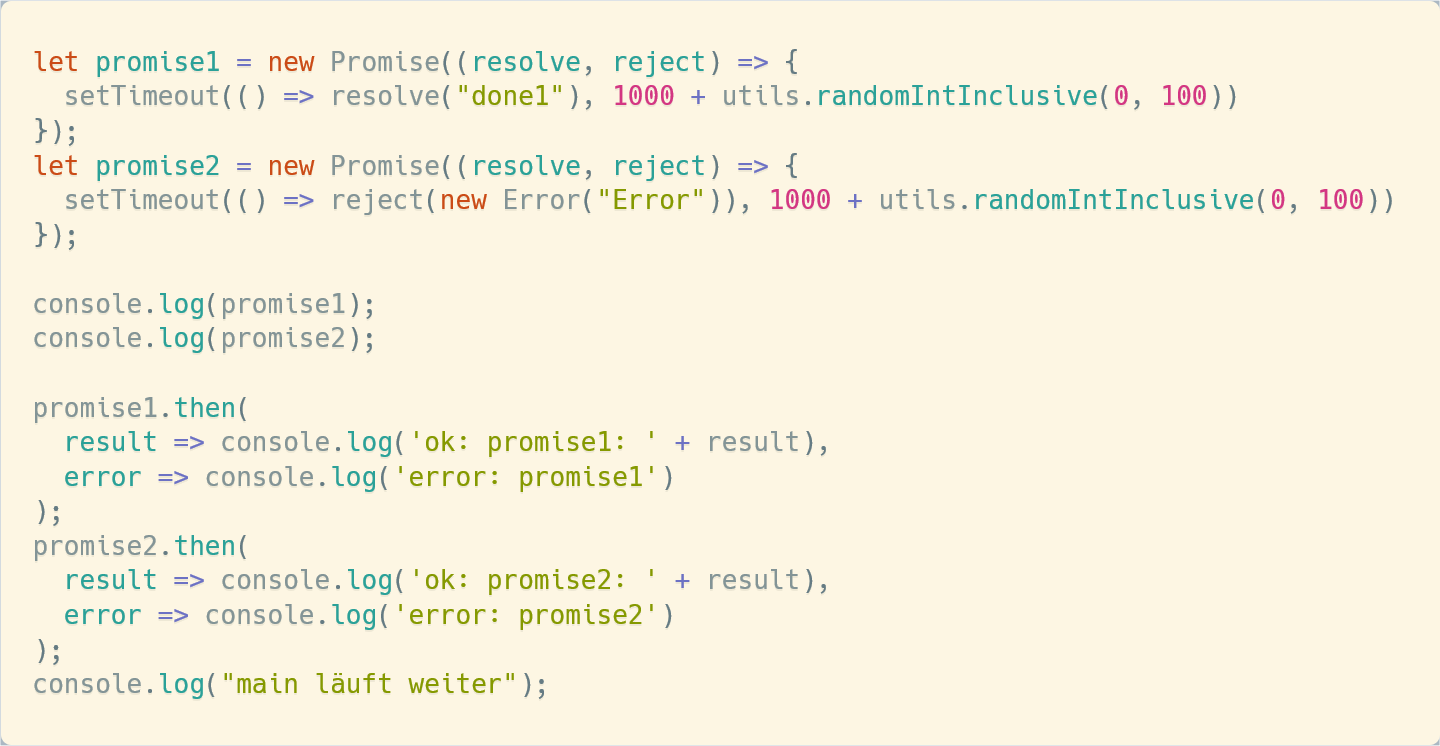 let promise1 = new Promise((resolve, reject) => {
  setTimeout(() => resolve("done1"), 1000 + utils.randomIntInclusive(0, 100))
});
let promise2 = new Promise((resolve, reject) => {
  setTimeout(() => reject(new Error("Error")), 1000 + utils.randomIntInclusive(0, 100))
});

console.log(promise1);
console.log(promise2);

promise1.then(
  result => console.log('ok: promise1: ' + result),
  error => console.log('error: promise1')
);
promise2.then(
  result => console.log('ok: promise2: ' + result),
  error => console.log('error: promise2')
);
console.log("main läuft weiter");